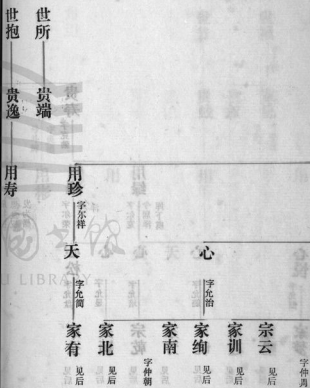 字仲
宗云 见后
家训 见后
心 字允治
家绚 见后
家南
字仲朝
家北 见后
用珍 字尔祥
天 字允简
家有 见后
世所
贵端
世抱
贵逸
用寿
LIBRARY